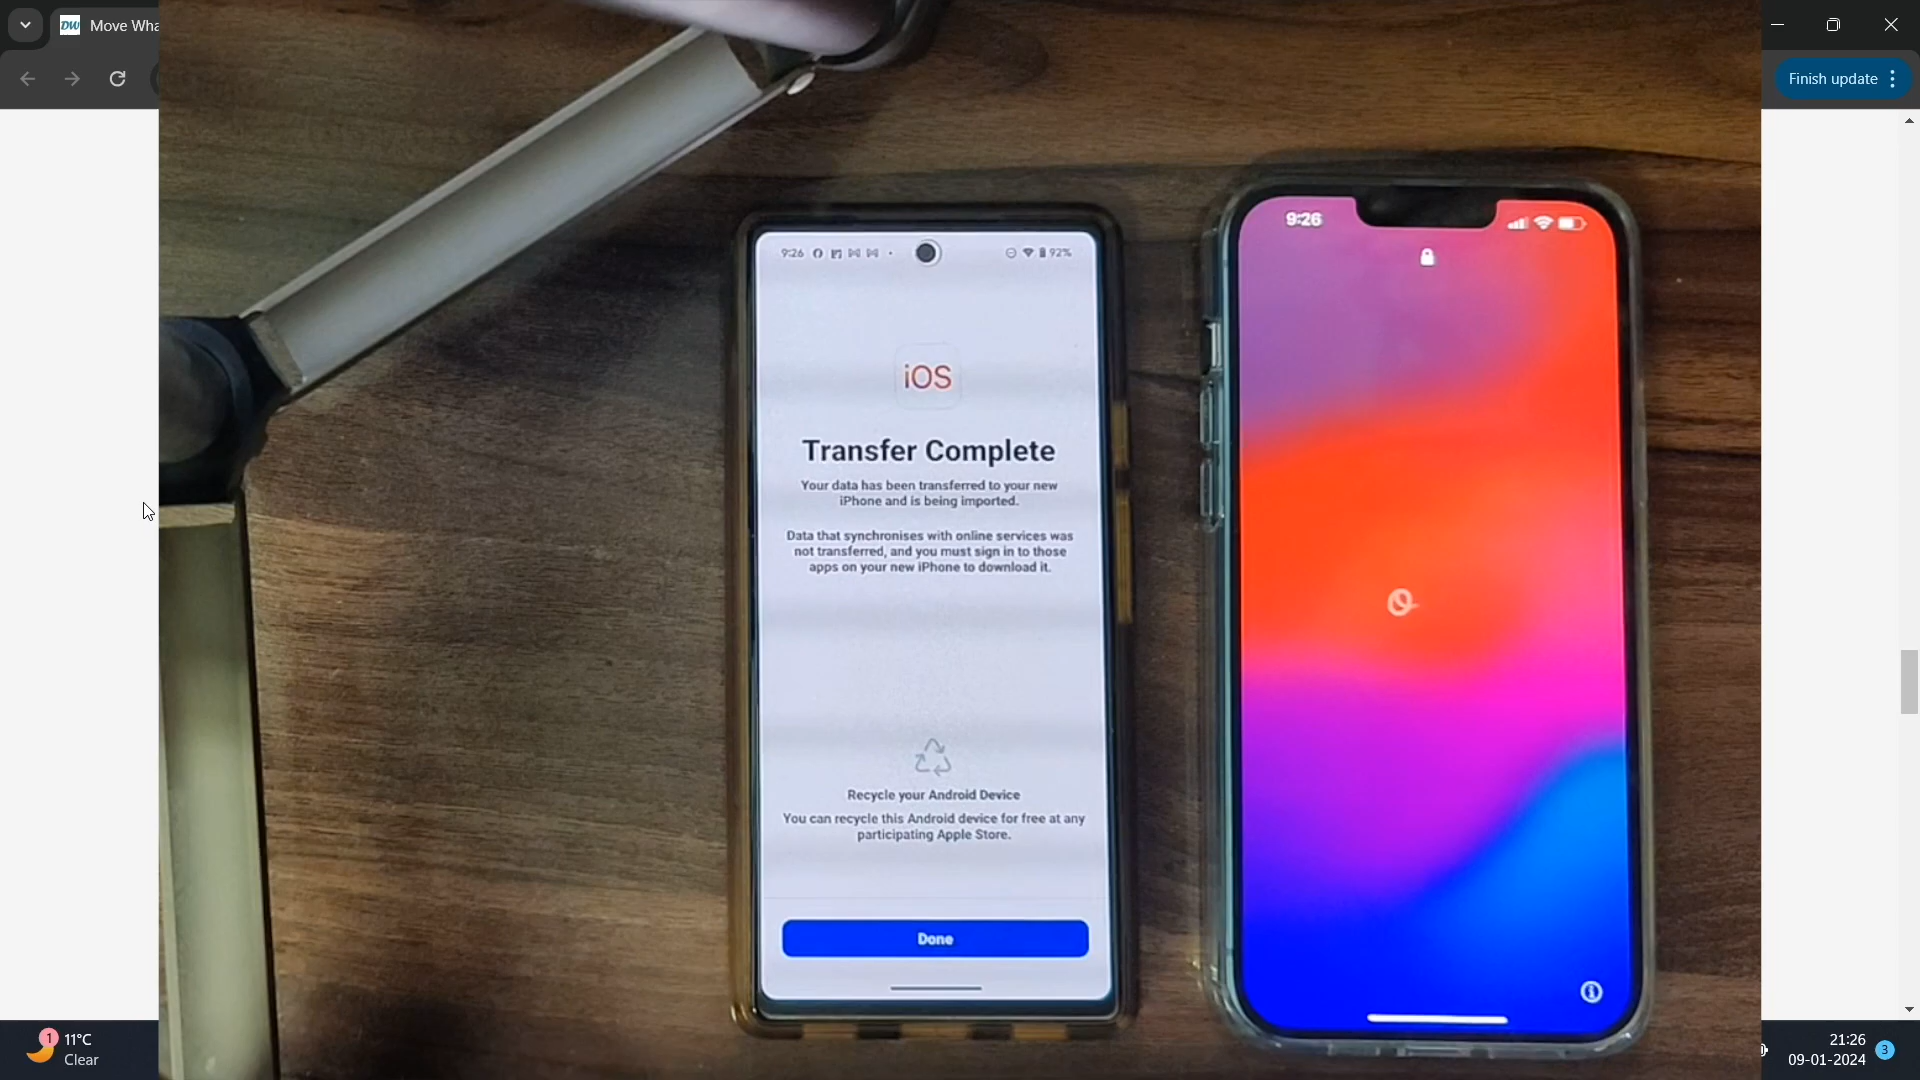 DW Move Wha
Finish update
9:26
92%
iOS
Transfer Complete
Your data has been transferred to your new
iPhone and is being imported.
Data that synchronises with online services was
not transferred, and you must sign in to those
apps on your new iPhone to download it.
Recycle your Android Device
You can recycle this Android device for free at any
participating Apple Store.
Done
9:26
1
11°C
Clear
21:26
09-01-2024
3